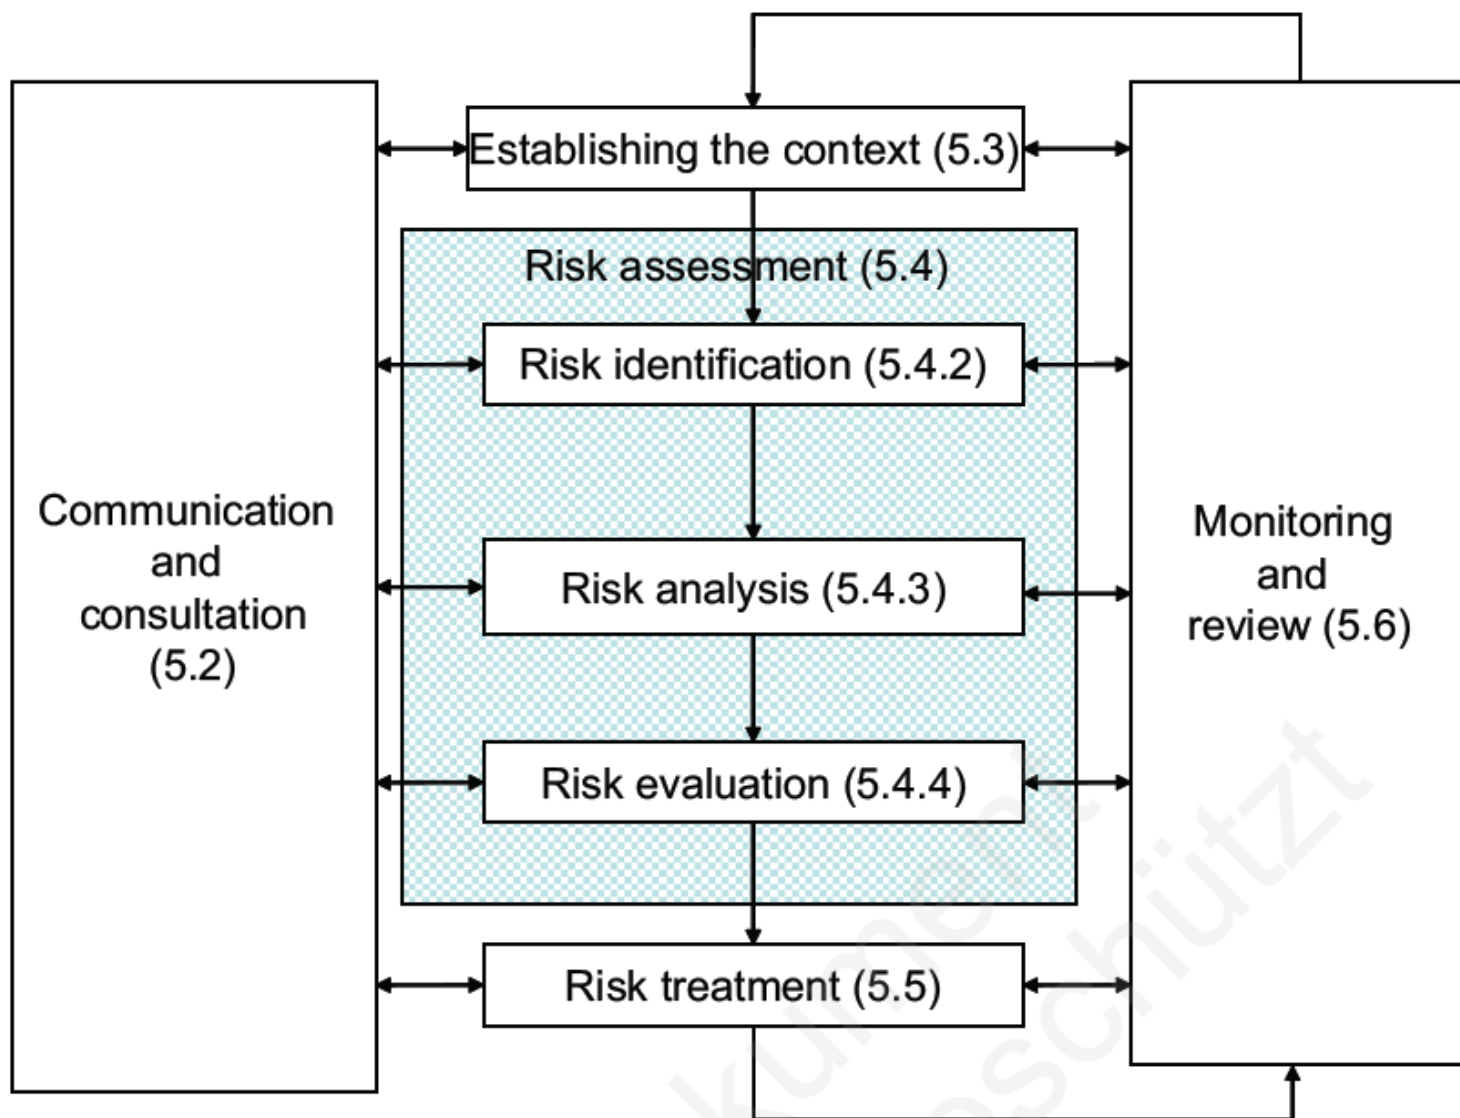 Establishing the context (5.3)
Risk assessment (5.4)
Risk identification (5.4.2)
Communication
and
consultation
(5.2)
Risk analysis (5.4.3)
Monitoring
and
review (5.6)
Risk evaluation (5.4.4)
Risk treatment (5.5)
kument
schützt